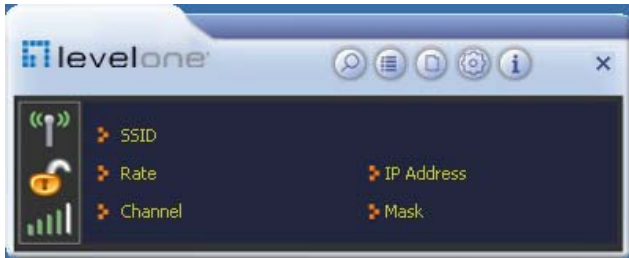 levelone
SSID
Rate
IP Address
Channel
Mask